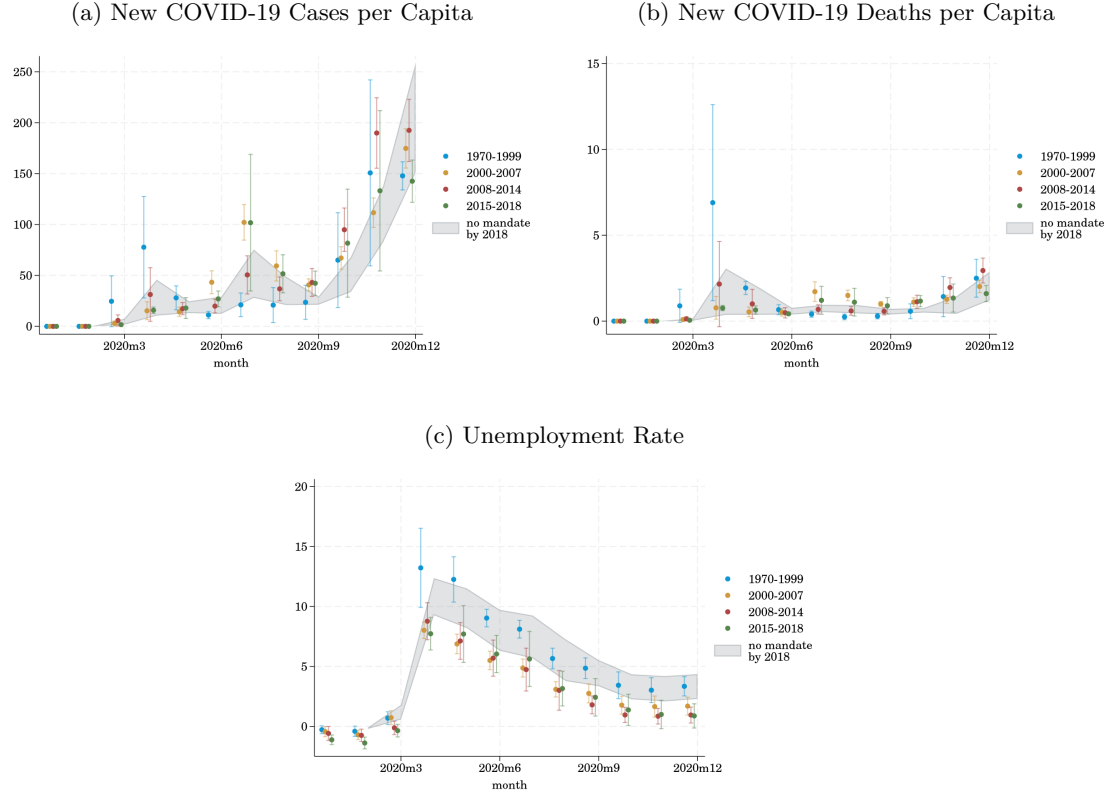 (a) New COVID-19 Cases per Capita
250
200
150
100
50
0
2020m3
2020m6
2020m9
2020m12
month
1970-1999
2000-2007
2008-2014
2015-2018
no mandate
by 2018
(b) New COVID-19 Deaths per Capita
15
10
5
0
2020m3
2020m6
2020m9
2020m12
month
1970-1999
2000-2007
2008-2014
2015-2018
no mandate
by 2018
(c) Unemployment Rate
20
15
10
5
0
2020m3
2020m6
2020m9
2020m12
month
1970-1999
2000-2007
2008-2014
2015-2018
no mandate
by 2018